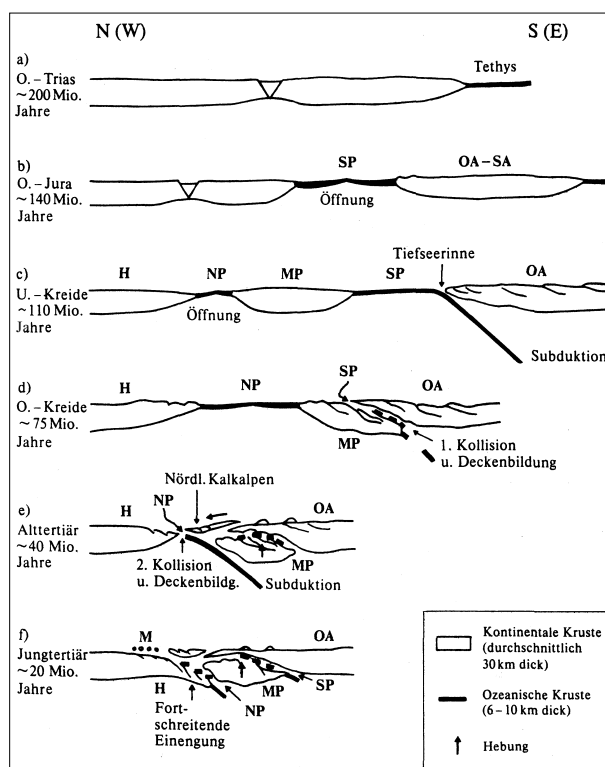 N (W)
S (E)
a)
O. – Trias
~200 Mio.
Jahre
Tethys
b)
O. – Jura
~140 Mio.
Jahre
SP
OA – SA
Öffnung
c)
U. – Kreide
~110 Mio.
Jahre
H
NP
MP
SP
Tiefseerinne
OA
Öffnung
Subduktion
d)
O. – Kreide
~ 75 Mio.
Jahre
H
NP
SP
OA
MP
1. Kollision
u. Deckenbildung
e)
Alttertiär
~ 40 Mio.
Jahre
H
NP
Nördl. Kalkalpen
OA
MP
2. Kollision
u. Deckenbildg.
Subduktion
f)
Jungtertiär
~ 20 Mio.
Jahre
M
OA
H
MP
SP
NP
Fort-
schreitende
Einengung
Kontinentale Kruste
(durchschnittlich
30 km dick)
Ozeanische Kruste
(6 – 10 km dick)
Hebung